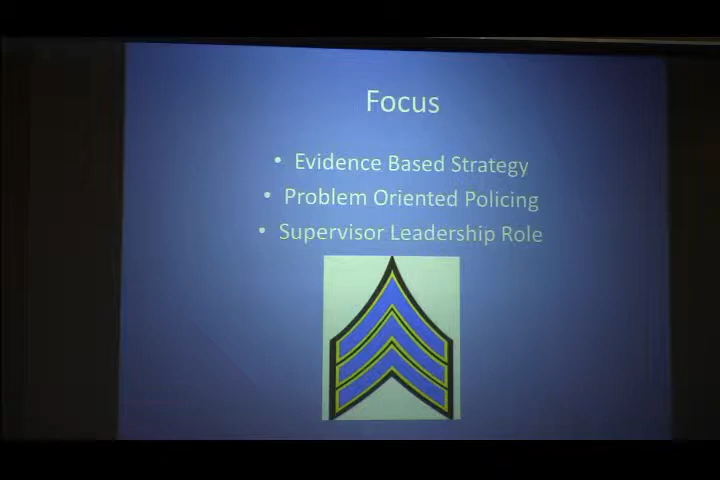 Focus
• Evidence Based Strategy
• Problem Oriented Policing
• Supervisor Leadership Role